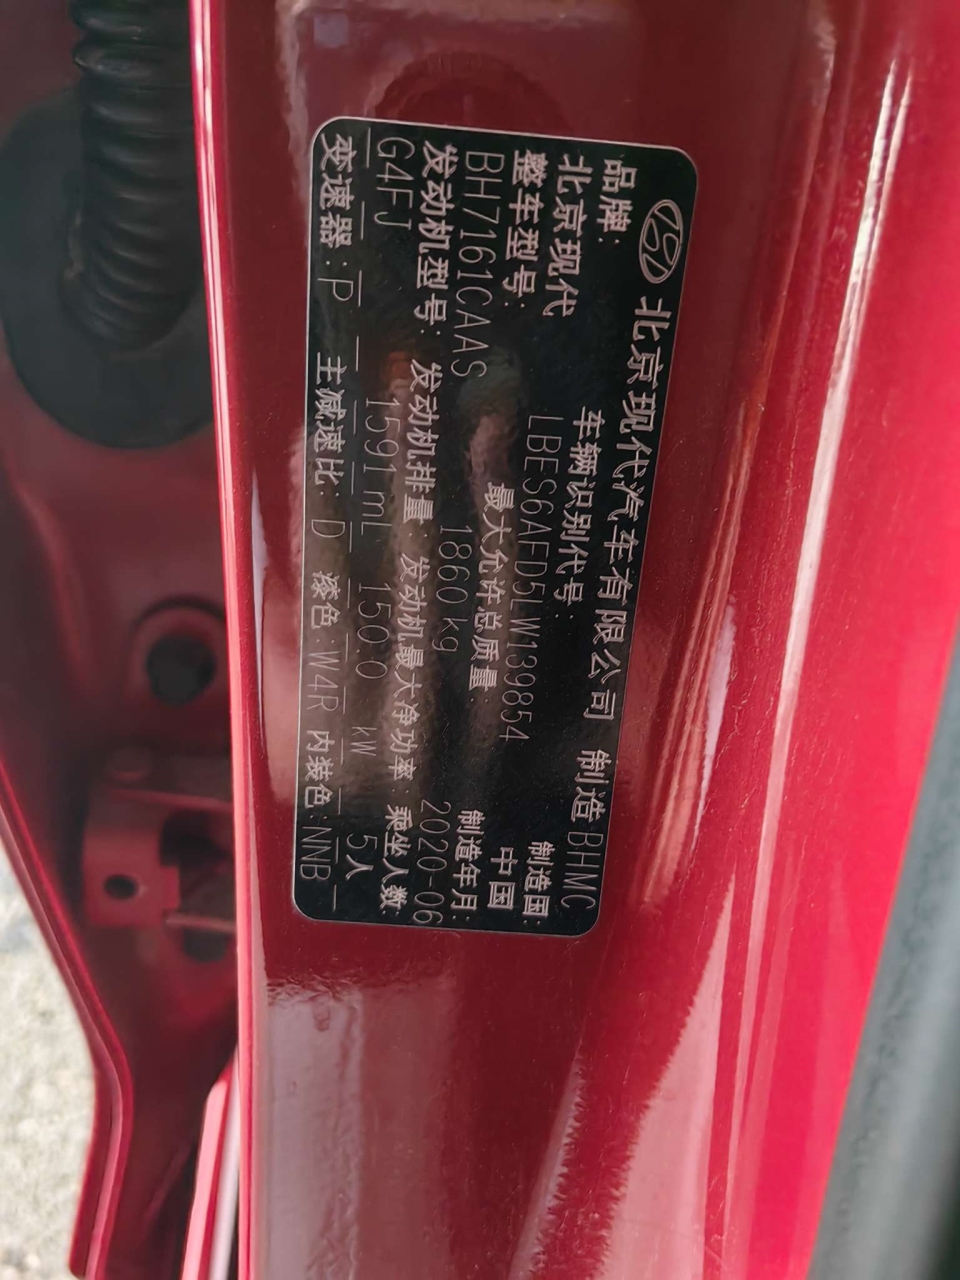 北京现代汽车有限公司 制造 BHMC
品牌: 车辆识别代号: 制造国:
北京现代 LBES6AFD5LW139854 中国
整车型号: 最大允许总质量: 制造年月:
BH7161CAAS 1860 kg 2020-06
发动机型号: 发动机排量: 发动机最大净功率: 乘坐人数:
G4FJ 1591 mL 150.0 kW 5人
变速器: P 主减速比: D 漆色: W4R 内装色: NNB